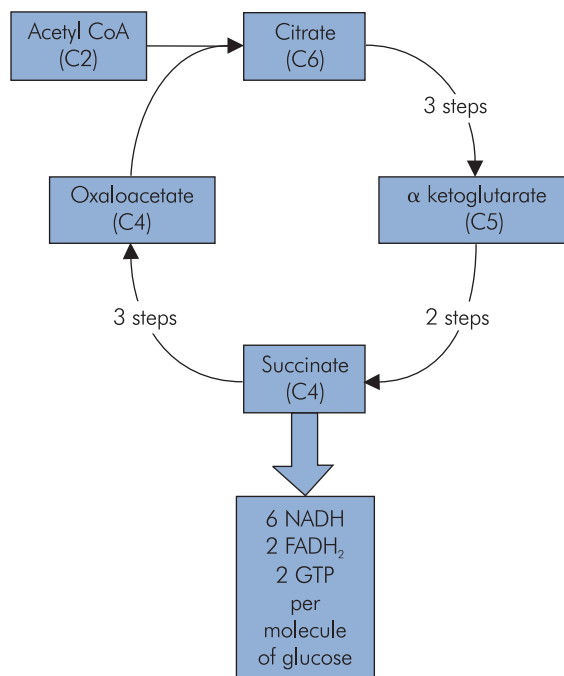 Acetyl CoA
(C2)
Citrate
(C6)
3 steps
Oxaloacetate
(C4)
α ketoglutarate
(C5)
3 steps
2 steps
Succinate
(C4)
6 NADH
2 FADH₂
2 GTP
per
molecule
of glucose